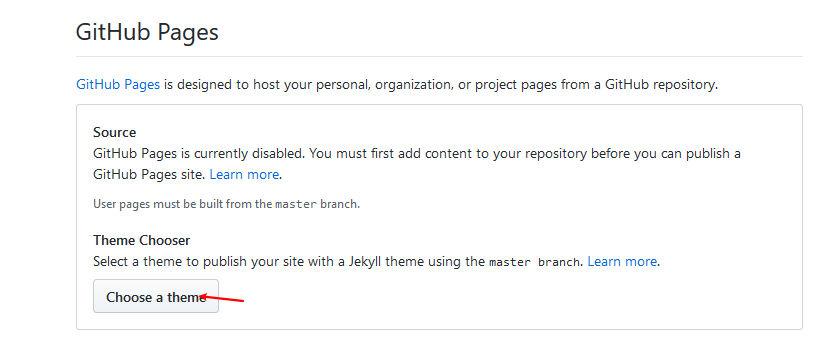 GitHub Pages
GitHub Pages is designed to host your personal, organization, or project pages from a GitHub repository.
Source
GitHub Pages is currently disabled. You must first add content to your repository before you can publish a
GitHub Pages site. Learn more.
User pages must be built from the master branch.
Theme Chooser
Select a theme to publish your site with a Jekyll theme using the master branch. Learn more.
Choose a theme